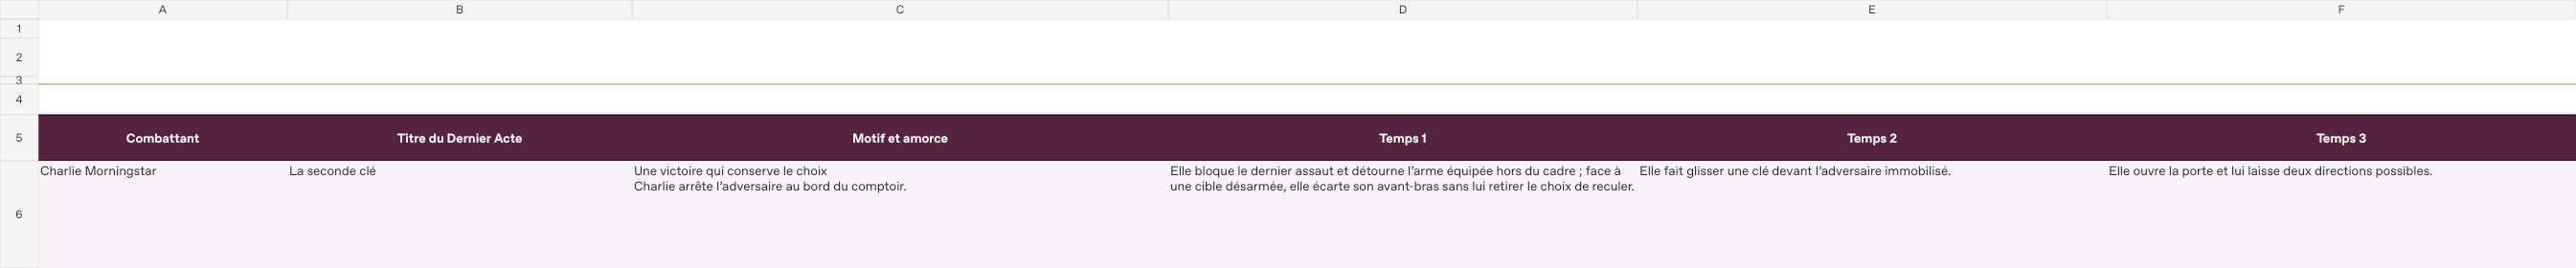 A B C D E F
1
2
3
4
5 Combattant Titre du Dernier Acte Motif et amorce Temps 1 Temps 2 Temps 3
Charlie Morningstar La seconde clé Une victoire qui conserve le choix Elle bloque le dernier assaut et détourne l’arme équipée hors du cadre ; face à Elle fait glisser une clé devant l’adversaire immobilisé. Elle ouvre la porte et lui laisse deux directions possibles.
Charlie arrête l’adversaire au bord du comptoir. une cible désarmée, elle écarte son avant-bras sans lui retirer le choix de reculer.
6